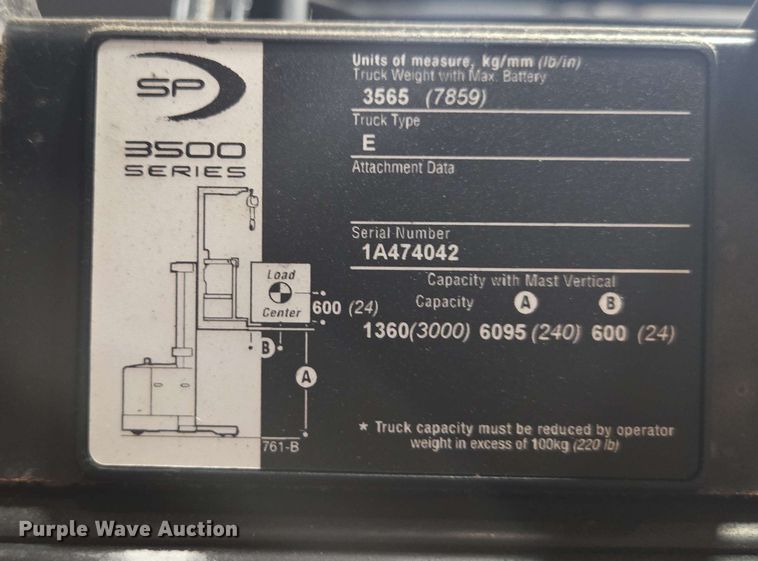 SP
3500
SERIES
Load
Center
600 (24)
B
A
761-B
Units of measure, kg/mm (lb/in)
Truck Weight with Max. Battery
3565 (7859)
Truck Type
E
Attachment Data
Serial Number
1A474042
Capacity with Mast Vertical
Capacity A B
1360(3000) 6095 (240) 600 (24)
* Truck capacity must be reduced by operator
weight in excess of 100kg (220 lb)
Purple Wave Auction